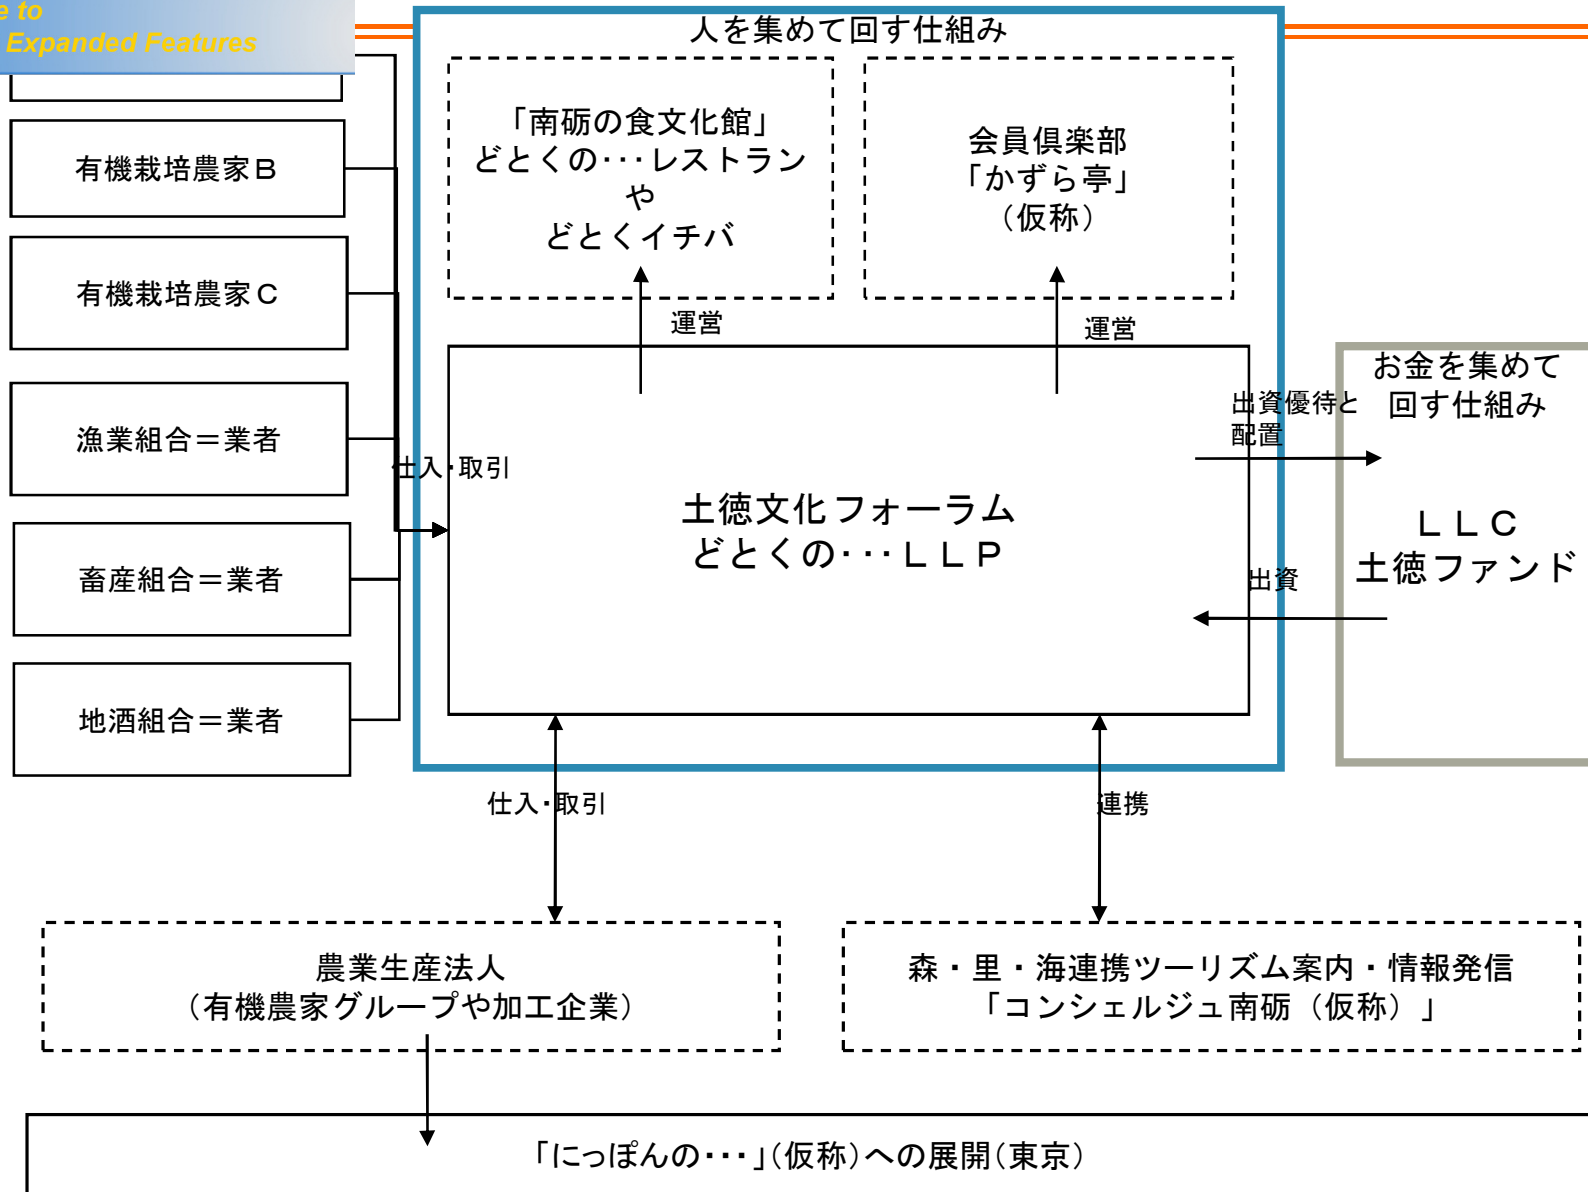 e to
Expanded Features
人を集めて回す仕組み
「南砺の食文化館」
どとくの･･･レストラン
や
どとくイチバ
会員倶楽部
「かずら亭」
（仮称）
有機栽培農家Ｂ
有機栽培農家Ｃ
漁業組合＝業者
畜産組合＝業者
地酒組合＝業者
運営
運営
仕入･取引
土徳文化フォーラム
どとくの･･･ＬＬＰ
出資優待と
配置
出資
お金を集めて
回す仕組み
ＬＬＣ
土徳ファンド
仕入･取引
連携
農業生産法人
（有機農家グループや加工企業）
森・里・海連携ツーリズム案内・情報発信
「コンシェルジュ南砺（仮称）」
「にっぽんの･･･」（仮称）への展開（東京）